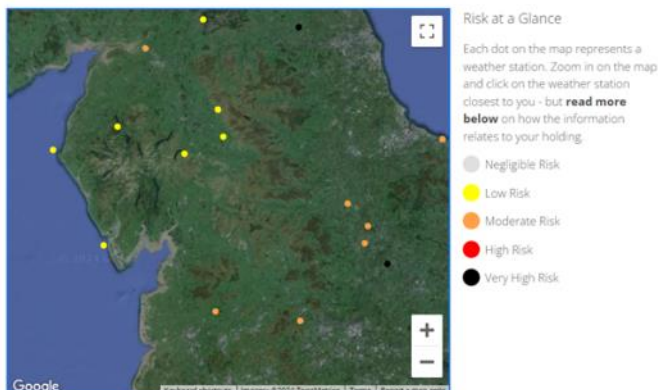 Risk at a Glance
Each dot on the map represents a
weather station. Zoom in on the map
and click on the weather station
closest to you - but read more
below on how the information
relates to your holding.
Negligible Risk
Low Risk
Moderate Risk
High Risk
Very High Risk
+
−
Google